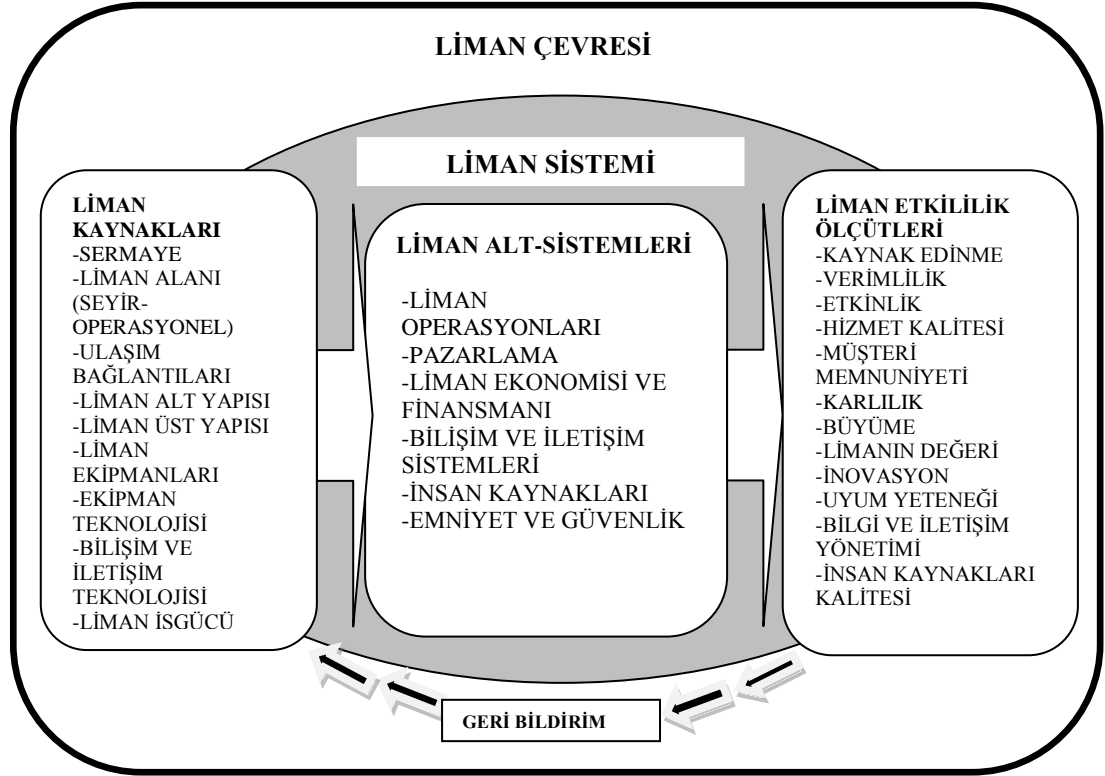 LİMAN ÇEVRESİ
LİMAN SİSTEMİ
LİMAN
KAYNAKLARI
-SERMAYE
-LİMAN ALANI
(SEYİR-
OPERASYONEL)
-ULAŞIM
BAĞLANTILARI
-LİMAN ALT YAPISI
-LİMAN ÜST YAPISI
-LİMAN
EKİPMANLARI
-EKİPMAN
TEKNOLOJİSİ
-BİLİŞİM VE
İLETİŞİM
TEKNOLOJİSİ
-LİMAN İSGÜCÜ
LİMAN ALT-SİSTEMLERİ
-LİMAN
OPERASYONLARI
-PAZARLAMA
-LİMAN EKONOMİSİ VE
FİNANSMANI
-BİLİŞİM VE İLETİŞİM
SİSTEMLERİ
-İNSAN KAYNAKLARI
-EMNİYET VE GÜVENLİK
LİMAN ETKİLİLİK
ÖLÇÜTLERİ
-KAYNAK EDİNME
-VERİMLİLİK
-ETKİNLİK
-HİZMET KALİTESİ
-MÜŞTERİ
MEMNUNİYETİ
-KARLILIK
-BÜYÜME
-LİMANIN DEĞERİ
-İNOVASYON
-UYUM YETENEĞİ
-BİLGİ VE İLETİŞİM
YÖNETİMİ
-İNSAN KAYNAKLARI
KALİTESİ
GERİ BİLDİRİM